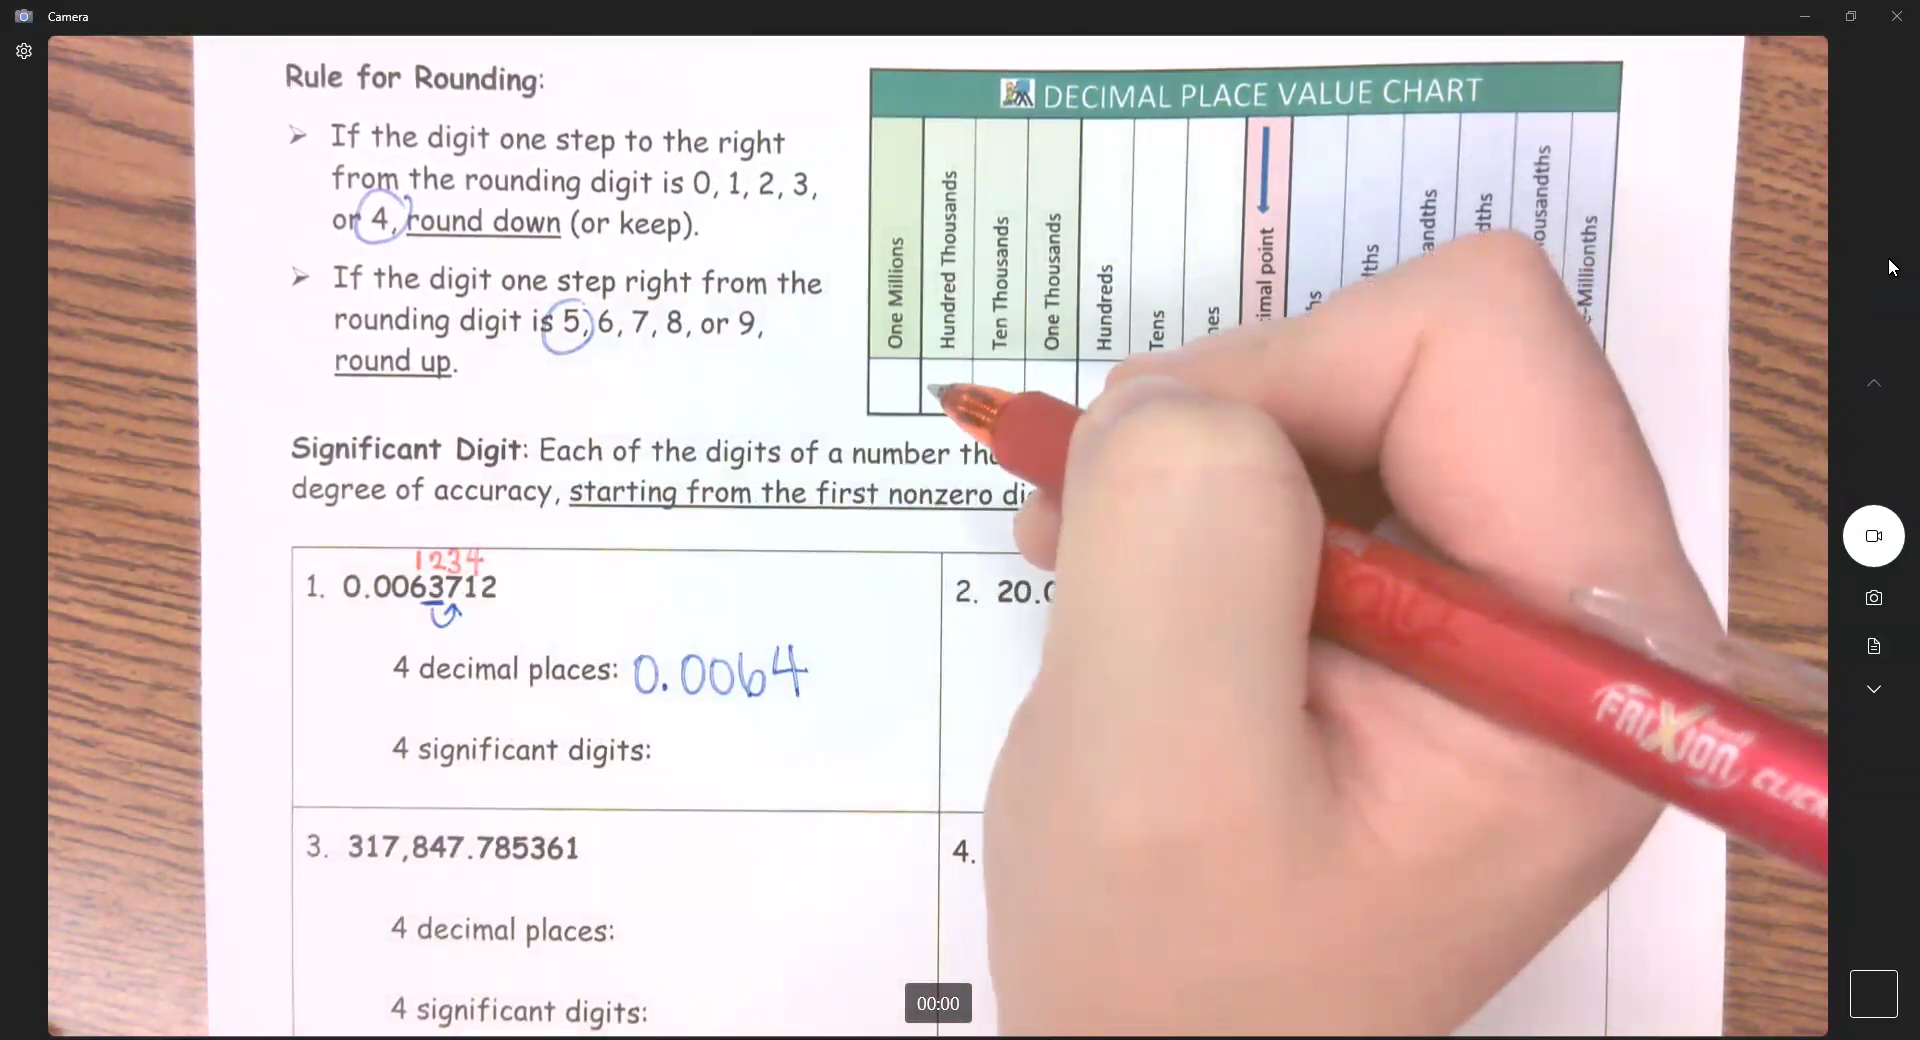 Camera
Rule for Rounding:
If the digit one step to the right
from the rounding digit is 0, 1, 2, 3,
or 4, round down (or keep).
If the digit one step right from the
rounding digit is 5, 6, 7, 8, or 9,
round up.
DECIMAL PLACE VALUE CHART
One Millions
Hundred Thousands
Ten Thousands
One Thousands
Hundreds
Tens
point
Significant Digit: Each of the digits of a number
degree of accuracy, starting from the first nonzero
1234
1. 0.0063712
4 decimal places: 0.0064
4 significant digits:
2. 20.
3. 317,847.785361
4 decimal places:
4 significant digits:
4.
FRIXION
00:00